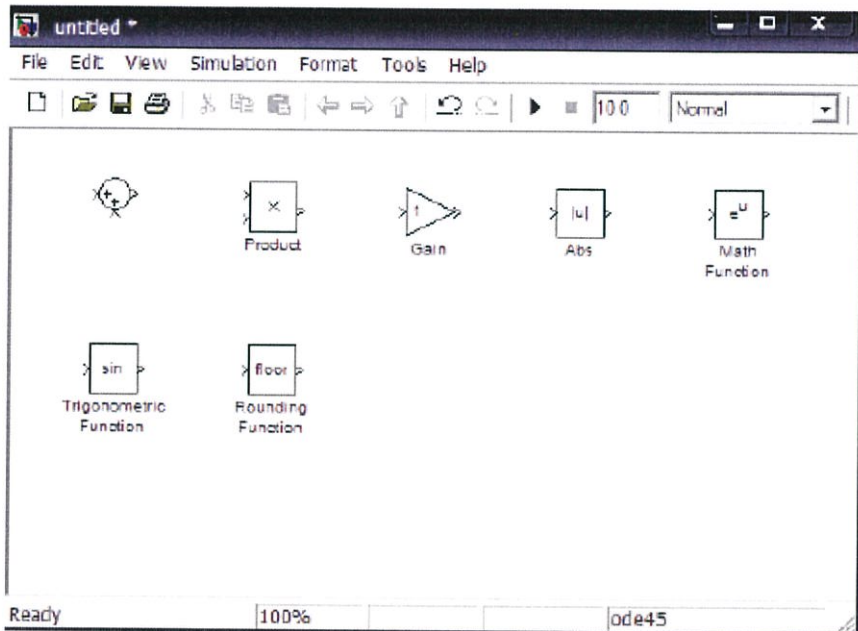 untitled *
File Edit View Simulation Format Tools Help
10.0 Normal
+
+
×
Product
1
Gain
|u|
Abs
e^u
Math
Function
sin
Trigonometric
Function
floor
Rounding
Function
Ready 100% ode45